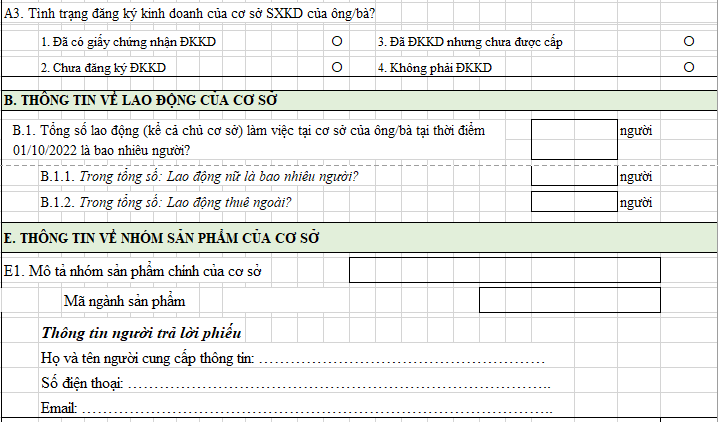 A3. Tình trạng đăng ký kinh doanh của cơ sở SXKD của ông/bà?
1. Đã có giấy chứng nhận ĐKKD
3. Đã ĐKKD nhưng chưa được cấp
2. Chưa đăng ký ĐKKD
4. Không phải ĐKKD
B. THÔNG TIN VỀ LAO ĐỘNG CỦA CƠ SỞ
B.1. Tổng số lao động (kể cả chủ cơ sở) làm việc tại cơ sở của ông/bà tại thời điểm
01/10/2022 là bao nhiêu người?
người
B.1.1. Trong tổng số: Lao động nữ là bao nhiêu người?
người
B.1.2. Trong tổng số: Lao động thuê ngoài?
người
E. THÔNG TIN VỀ NHÓM SẢN PHẨM CỦA CƠ SỞ
E1. Mô tả nhóm sản phẩm chính của cơ sở
Mã ngành sản phẩm
Thông tin người trả lời phiếu
Họ và tên người cung cấp thông tin: ……………………………………………………
Số điện thoại: ……………………………………………………………………………..
Email: ……………………………………………………………………………………..